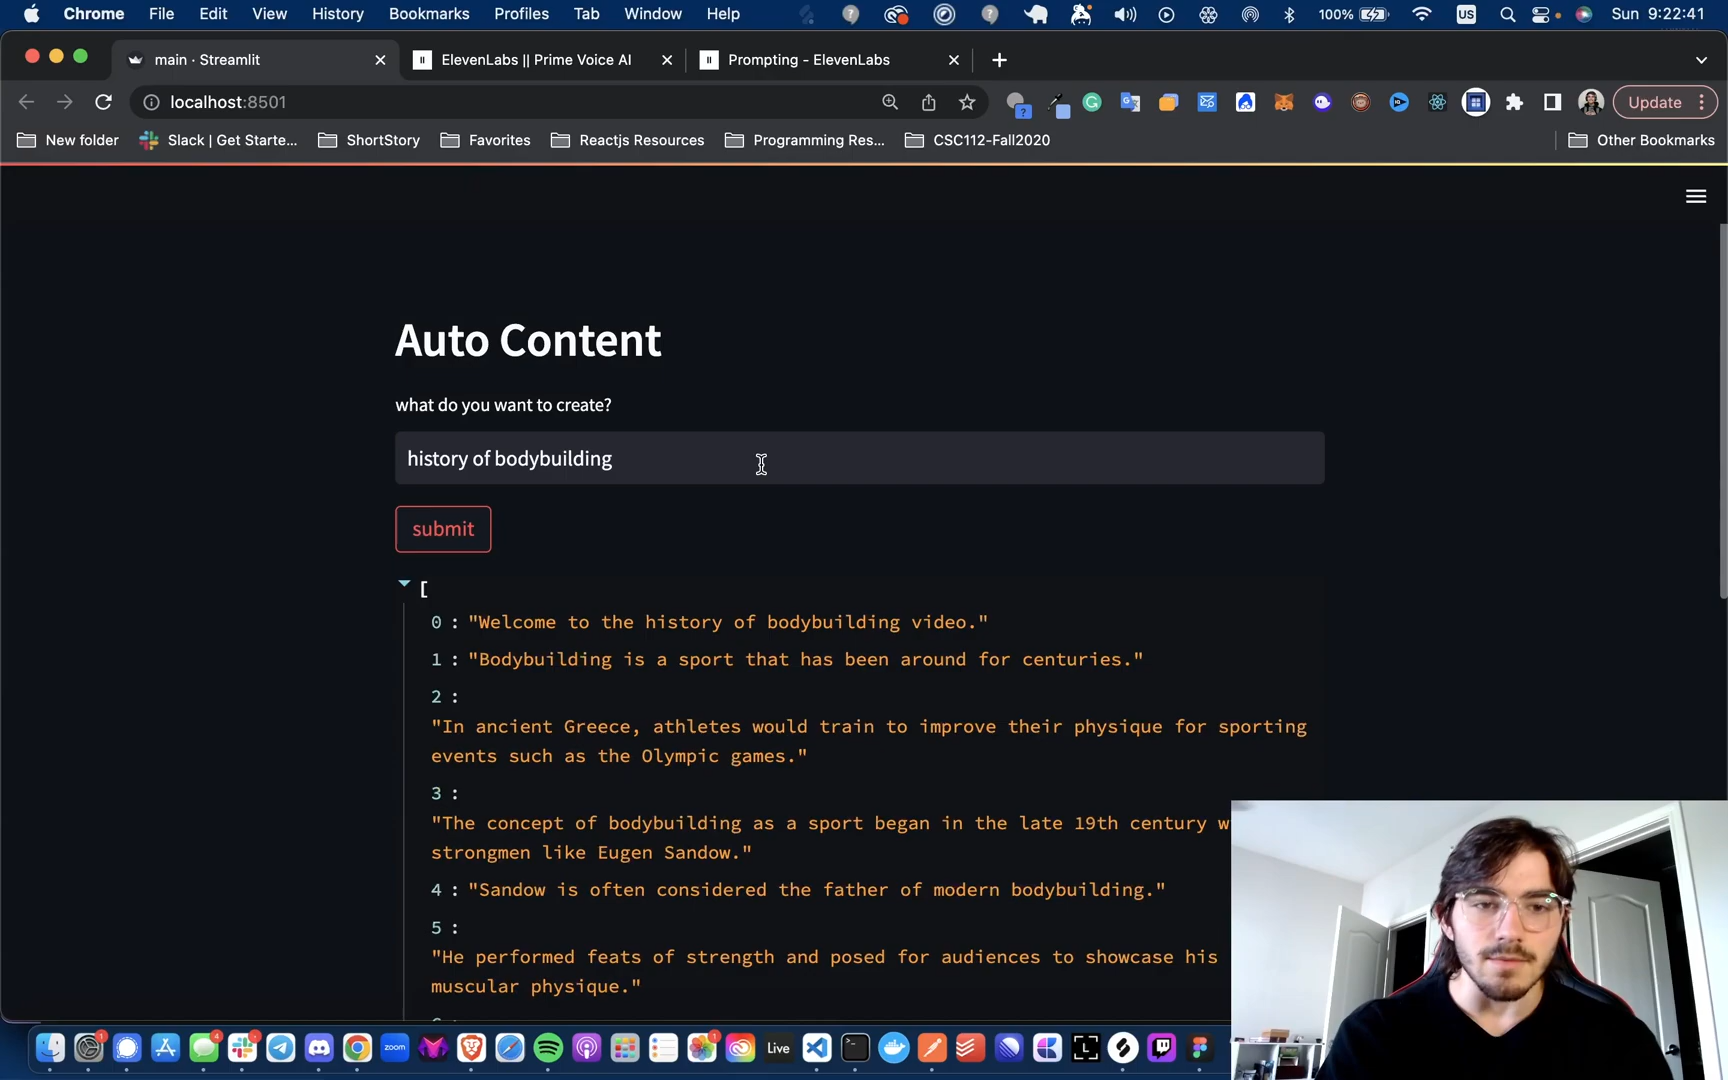 Chrome File Edit View History Bookmarks Profiles Tab Window Help 100% US Sun 9:22:41
main · Streamlit ElevenLabs || Prime Voice AI Prompting - ElevenLabs
localhost:8501 Update
New folder Slack | Get Starte... ShortStory Favorites Reactjs Resources Programming Res... CSC112-Fall2020 Other Bookmarks
Auto Content
what do you want to create?
history of bodybuilding
submit
[
0 : "Welcome to the history of bodybuilding video."
1 : "Bodybuilding is a sport that has been around for centuries."
2 :
"In ancient Greece, athletes would train to improve their physique for sporting
events such as the Olympic games."
3 :
"The concept of bodybuilding as a sport began in the late 19th century w
strongmen like Eugen Sandow."
4 : "Sandow is often considered the father of modern bodybuilding."
5 :
"He performed feats of strength and posed for audiences to showcase his
muscular physique."
zoom Live